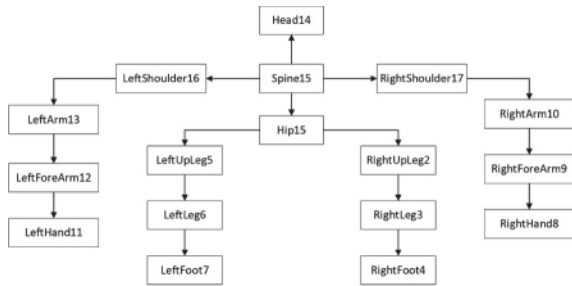 Head14
LeftShoulder16
Spine15
RightShoulder17
LeftArm13
RightArm10
Hip15
LeftUpLeg5
RightUpLeg2
LeftForeArm12
RightForeArm9
LeftLeg6
RightLeg3
LeftHand11
RightHand8
LeftFoot7
RightFoot4